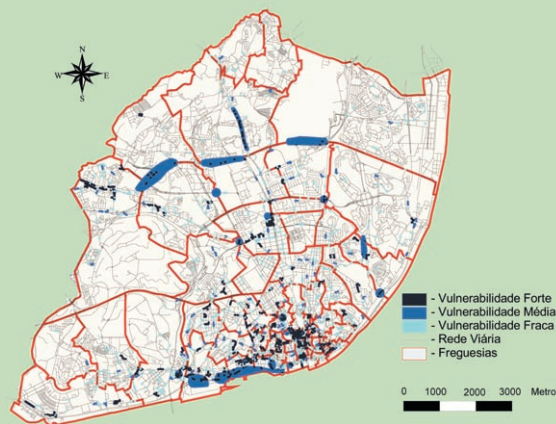 N
W E
S
- Vulnerabilidade Forte
- Vulnerabilidade Média
- Vulnerabilidade Fraca
- Rede Viária
- Freguesias
0 1000 2000 3000 Metro